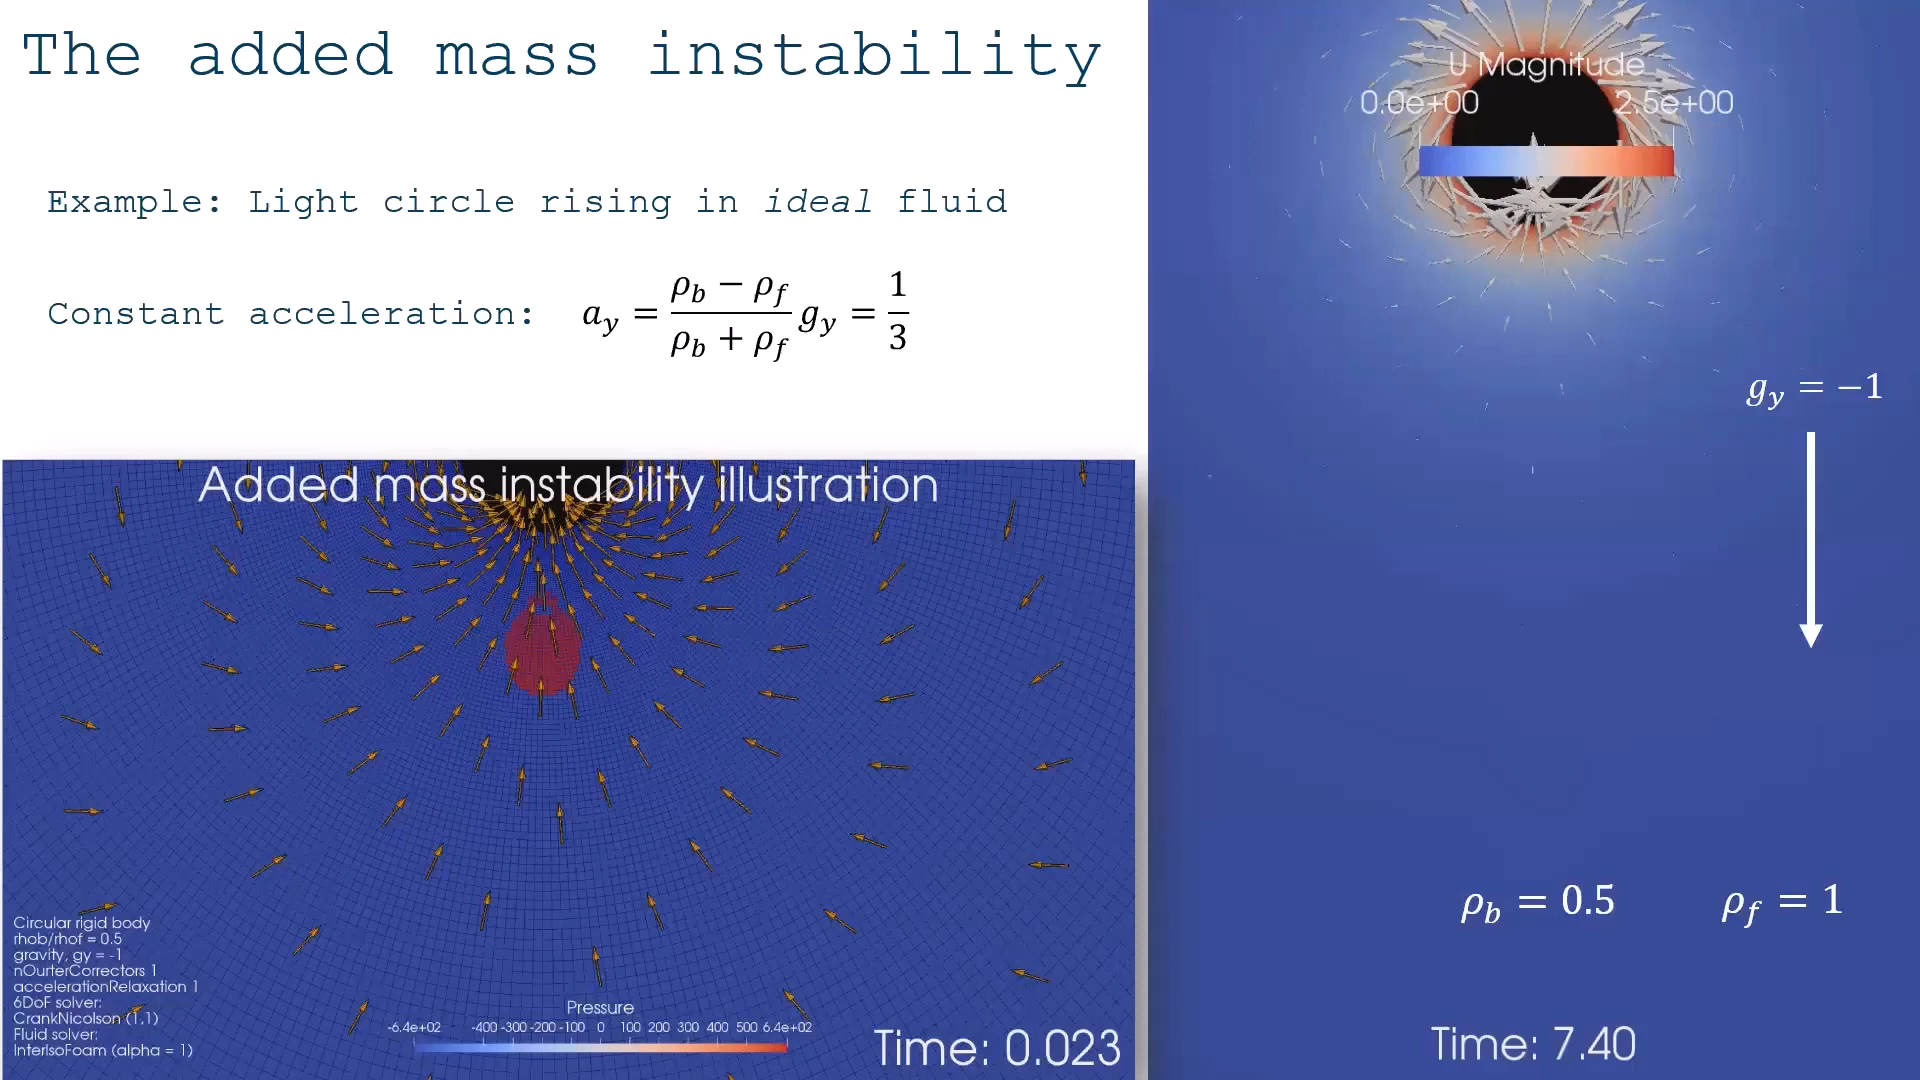 The added mass instability
Example: Light circle rising in ideal fluid
Constant acceleration: a_y = (ρ_b − ρ_f)/(ρ_b + ρ_f) g_y = 1/3
Added mass instability illustration
Circular rigid body
rhob/rhof = 0.5
gravity, gy = -1
nOurterCorrectors 1
accelerationRelaxation 1
6DoF solver:
CrankNicolson (1,1)
Fluid solver:
InterIsoFoam (alpha = 1)
Pressure
-6.4e+02 -400 -300 -200 -100 0 100 200 300 400 500 6.4e+02
Time: 0.023
U Magnitude
0.0e+00 2.5e+00
g_y = −1
ρ_b = 0.5 ρ_f = 1
Time: 7.40